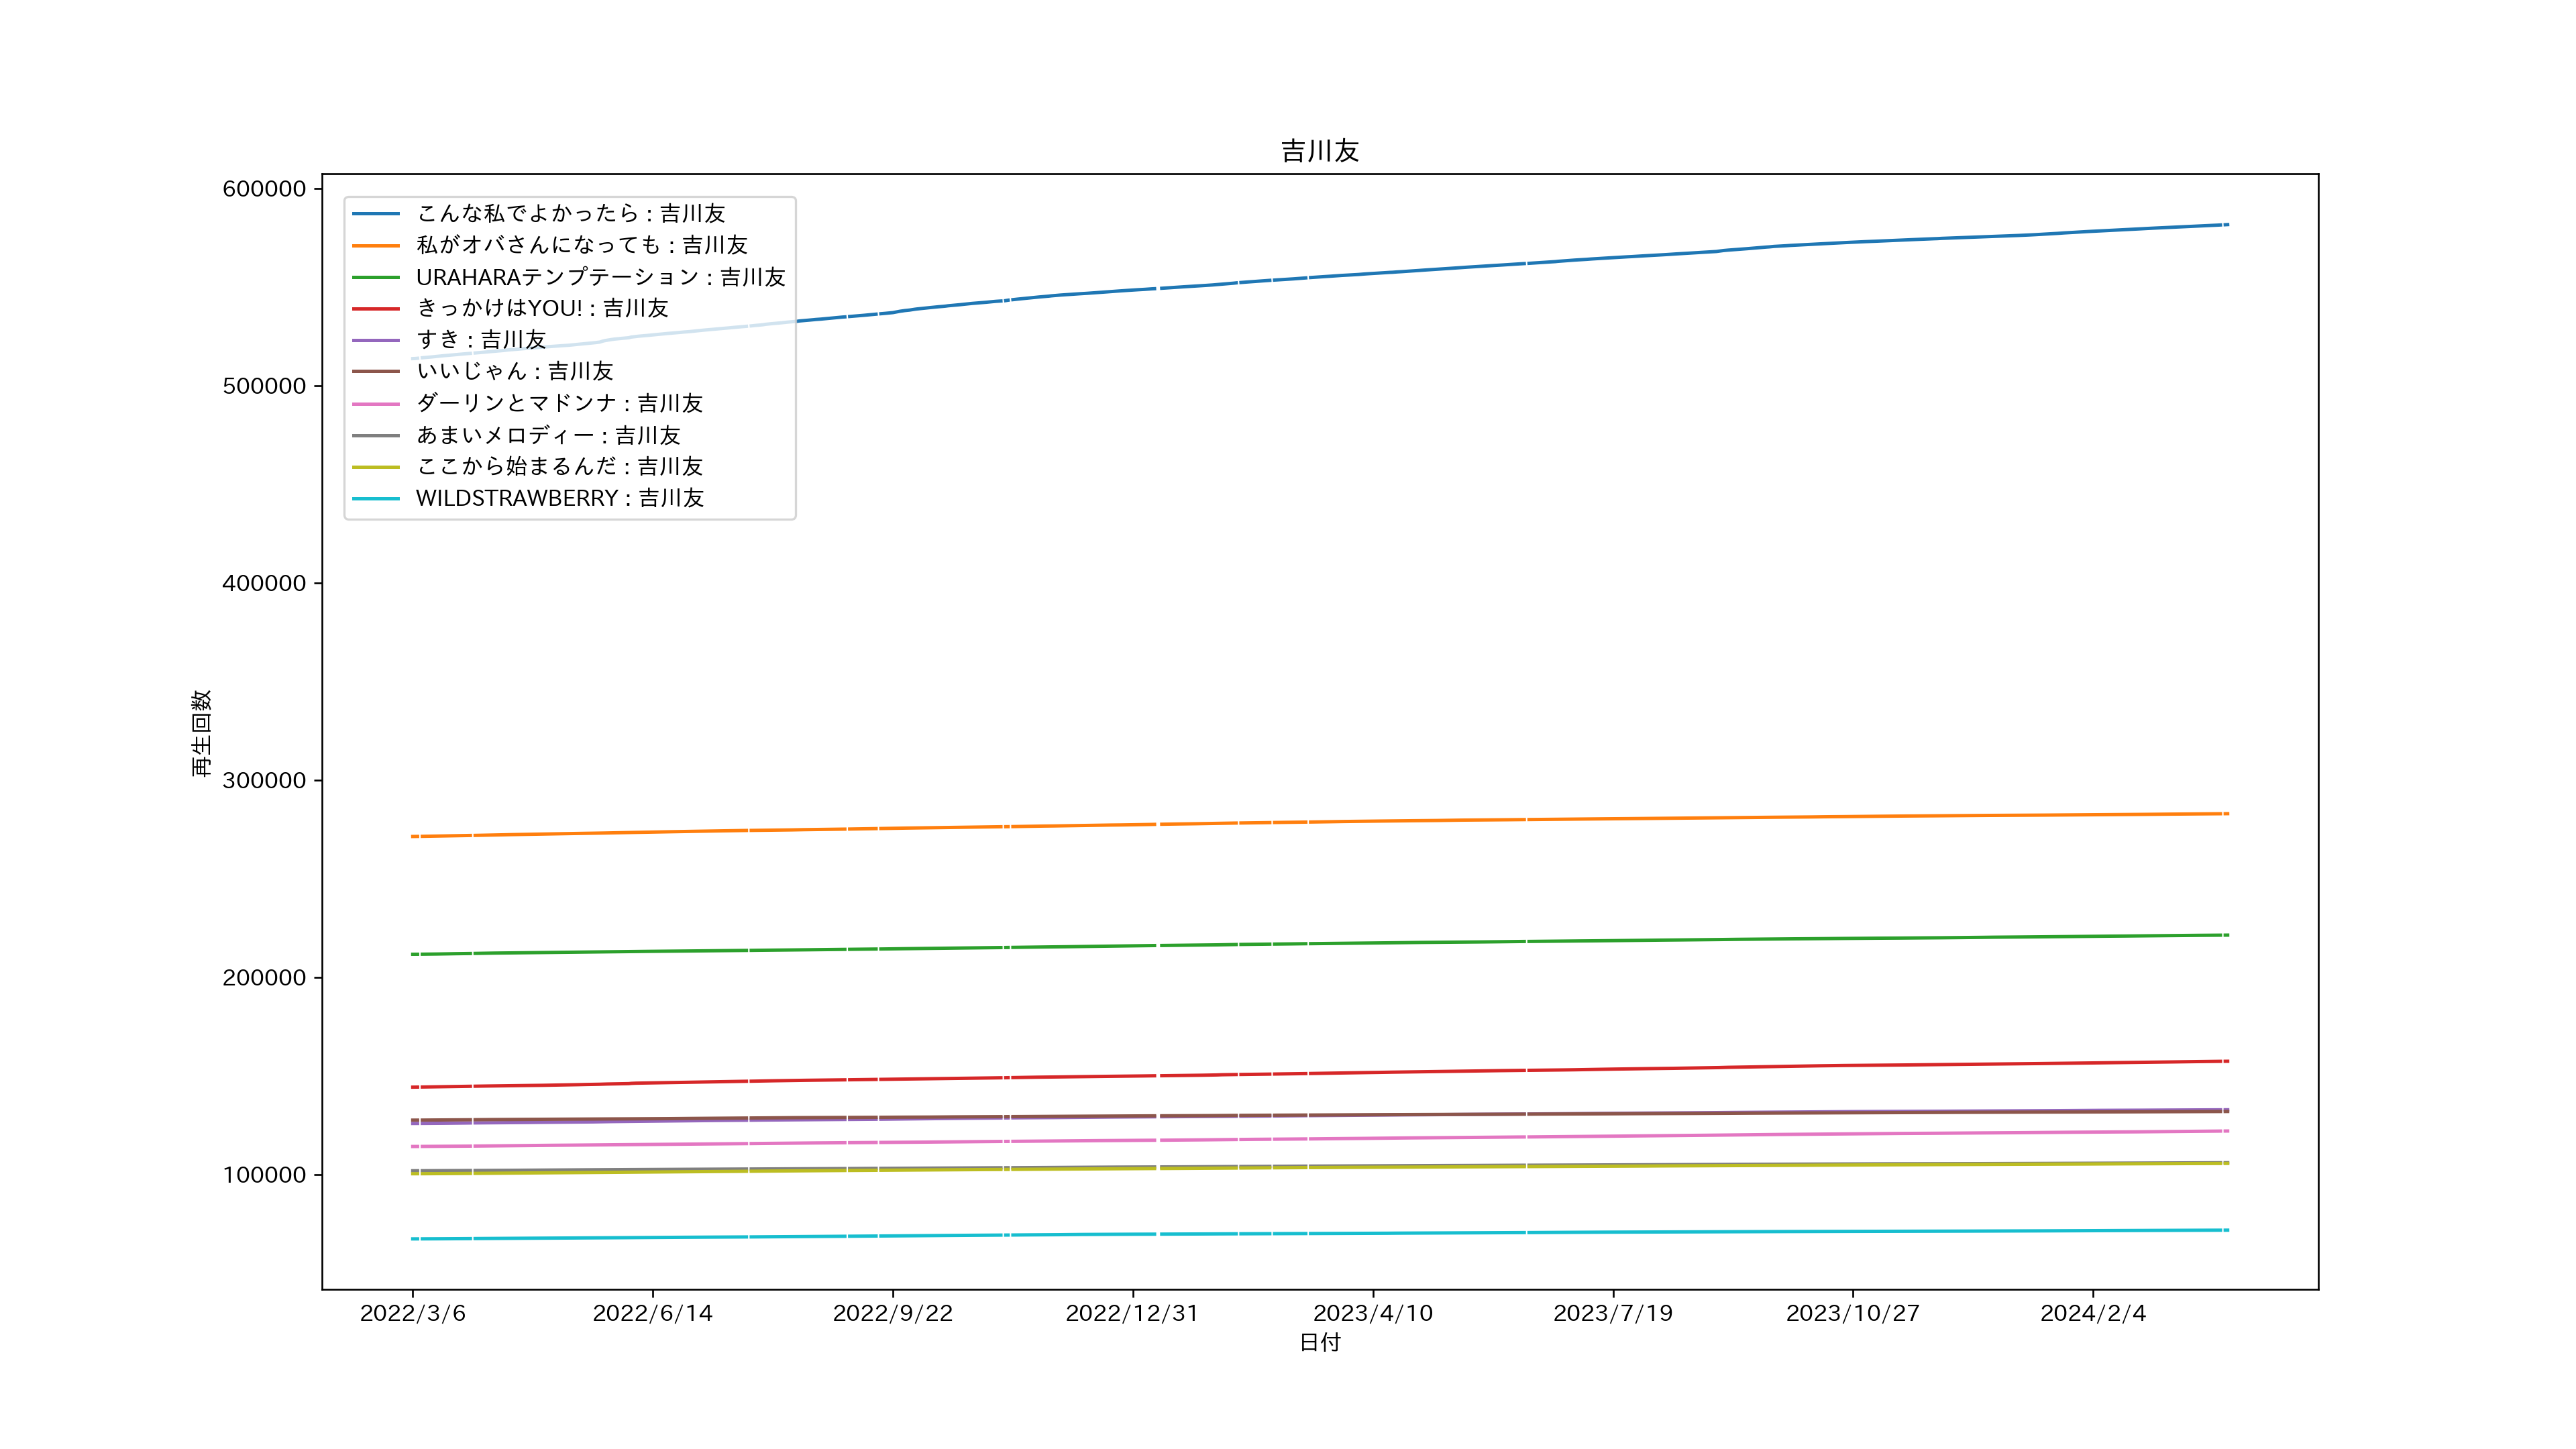 吉川友
600000
500000
400000
300000
200000
100000
再生回数
こんな私でよかったら : 吉川友
私がオバさんになっても : 吉川友
URAHARAテンプテーション : 吉川友
きっかけはYOU! : 吉川友
すき : 吉川友
いいじゃん : 吉川友
ダーリンとマドンナ : 吉川友
あまいメロディー : 吉川友
ここから始まるんだ : 吉川友
WILDSTRAWBERRY : 吉川友
2022/3/6
2022/6/14
2022/9/22
2022/12/31
2023/4/10
2023/7/19
2023/10/27
2024/2/4
日付